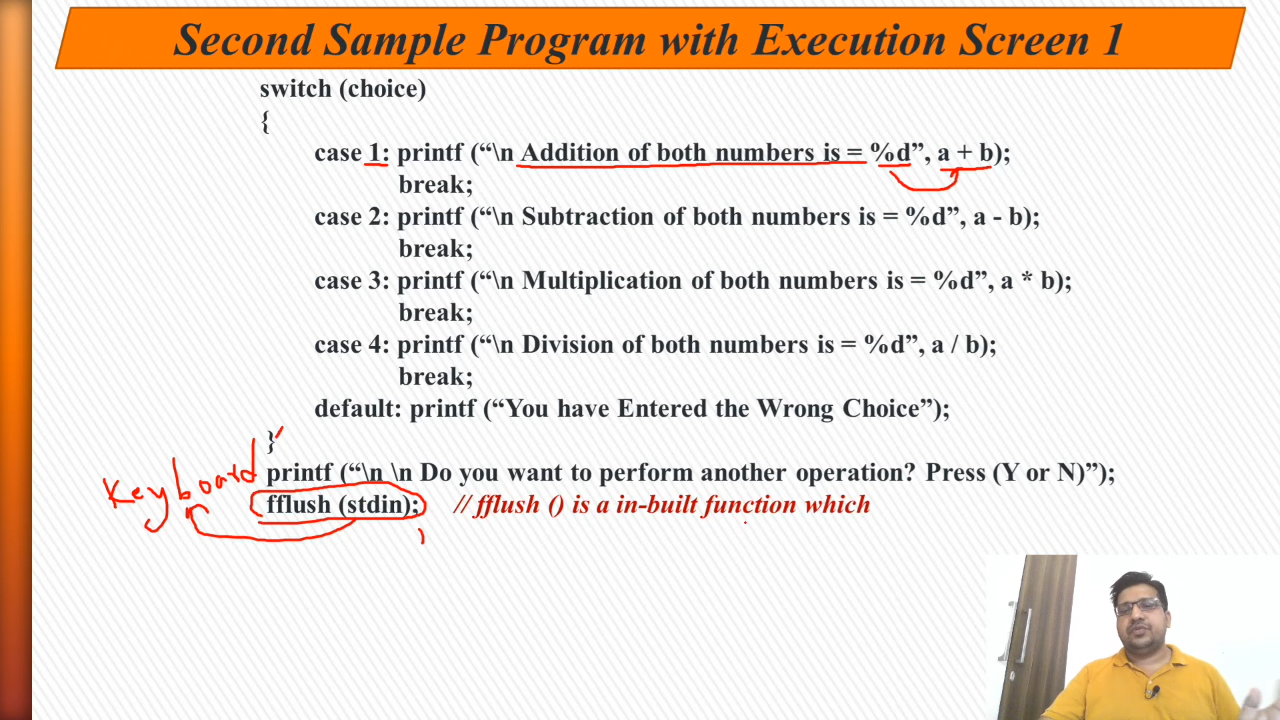 Second Sample Program with Execution Screen 1
switch (choice)
{
case 1: printf (“\n Addition of both numbers is = %d”, a + b);
break;
case 2: printf (“\n Subtraction of both numbers is = %d”, a - b);
break;
case 3: printf (“\n Multiplication of both numbers is = %d”, a * b);
break;
case 4: printf (“\n Division of both numbers is = %d”, a / b);
break;
default: printf (“You have Entered the Wrong Choice”);
}
printf (“\n \n Do you want to perform another operation? Press (Y or N)”);
Keyboard
fflush (stdin); // fflush () is a in-built function which